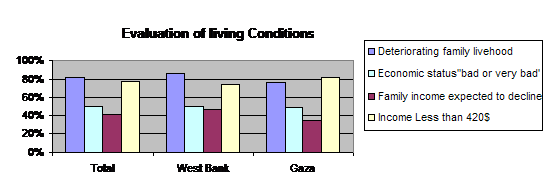 Evaluation of living Conditions
100%
80%
60%
40%
20%
0%
Total West Bank Gaza
Deteriorating family livehood
Economic status"bad or very bad"
Family income expected to decline
Income Less than 420$